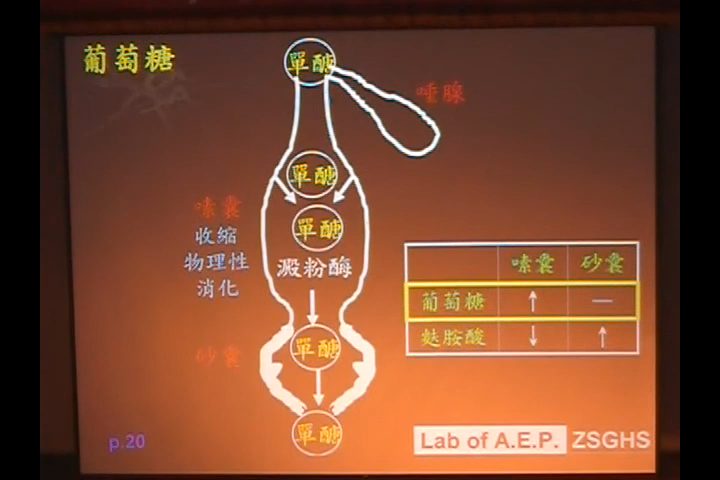 葡萄糖
單醣
唾腺
單醣
嗉囊
收縮
物理性
消化
單醣
澱粉酶
嗉囊 砂囊
葡萄糖 ↑ —
麩胺酸 ↓ ↑
砂囊
單醣
單醣
p.20
Lab of A.E.P. ZSGHS